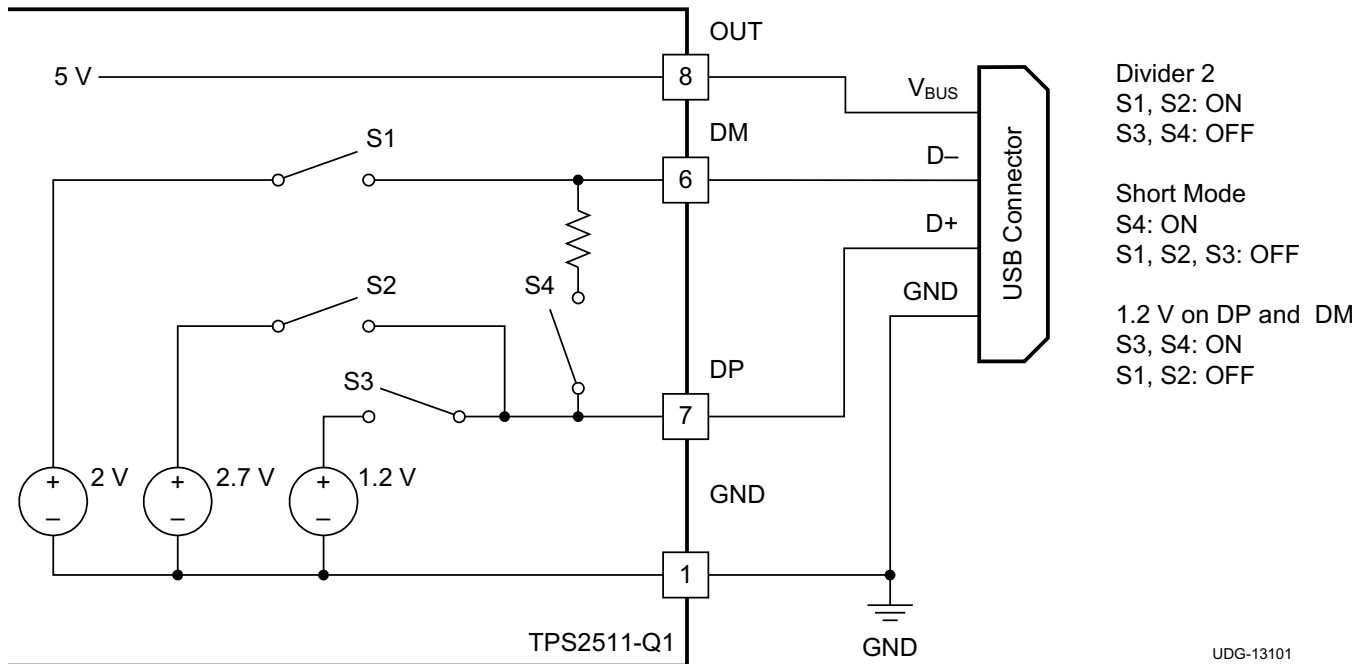 OUT
5 V
8
V_BUS
DM
S1
6
D–
D+
S2
S4
GND
DP
S3
7
+
–
2 V
+
–
2.7 V
+
–
1.2 V
GND
1
TPS2511-Q1
GND
USB Connector
Divider 2
S1, S2: ON
S3, S4: OFF
Short Mode
S4: ON
S1, S2, S3: OFF
1.2 V on DP and DM
S3, S4: ON
S1, S2: OFF
UDG-13101